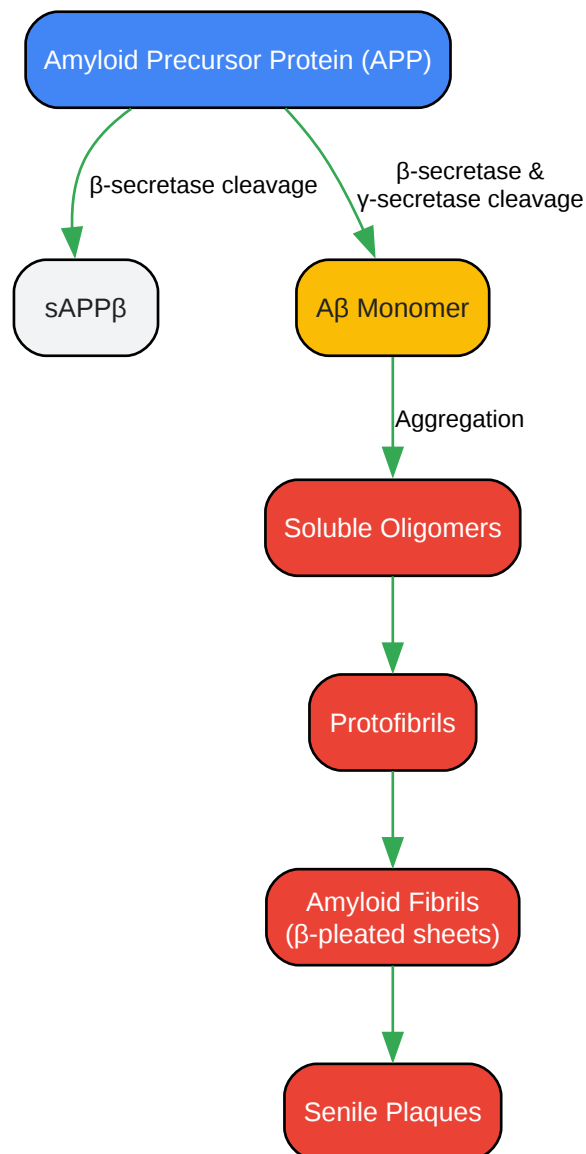 Amyloid Precursor Protein (APP)
β-secretase cleavage
β-secretase &
γ-secretase cleavage
sAPPβ
Aβ Monomer
Aggregation
Soluble Oligomers
Protofibrils
Amyloid Fibrils
(β-pleated sheets)
Senile Plaques